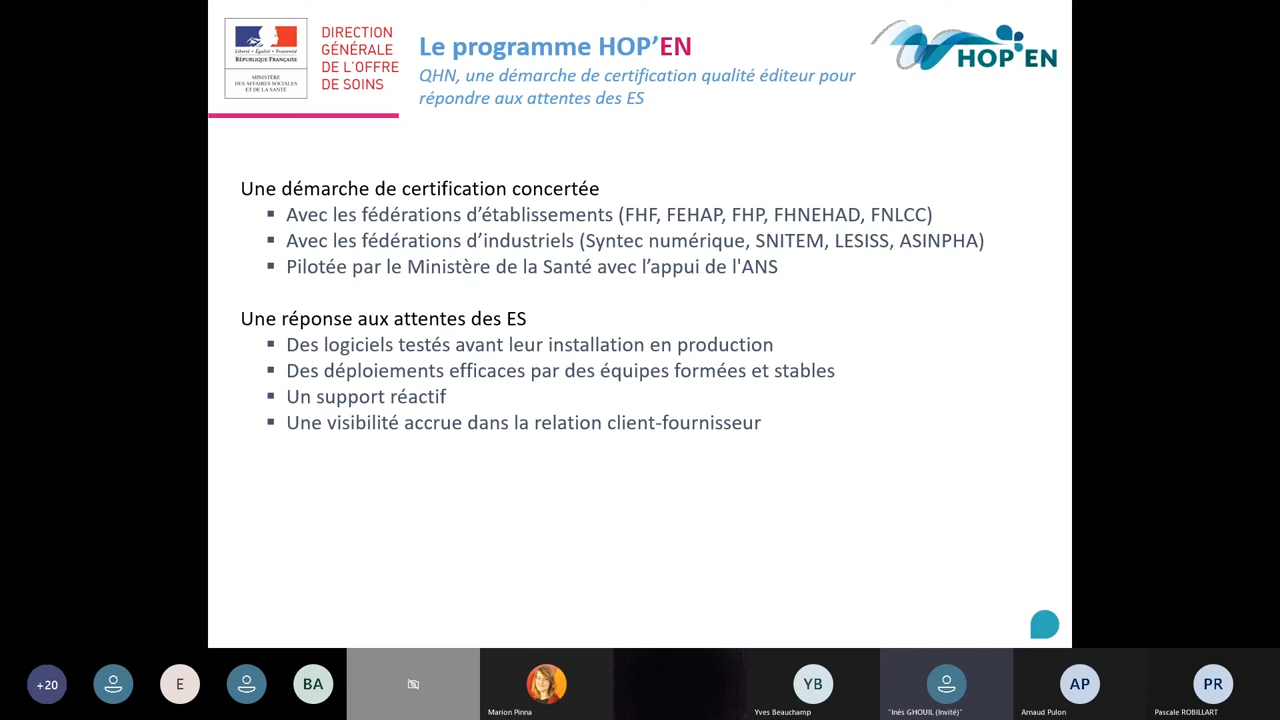 Liberté • Égalité • Fraternité
RÉPUBLIQUE FRANÇAISE
MINISTÈRE
DES AFFAIRES SOCIALES
ET DE LA SANTÉ
DIRECTION
GÉNÉRALE
DE L'OFFRE
DE SOINS
Le programme HOP’EN
QHN, une démarche de certification qualité éditeur pour
répondre aux attentes des ES
HOP'EN
Une démarche de certification concertée
▪ Avec les fédérations d’établissements (FHF, FEHAP, FHP, FHNEHAD, FNLCC)
▪ Avec les fédérations d’industriels (Syntec numérique, SNITEM, LESISS, ASINPHA)
▪ Pilotée par le Ministère de la Santé avec l’appui de l'ANS
Une réponse aux attentes des ES
▪ Des logiciels testés avant leur installation en production
▪ Des déploiements efficaces par des équipes formées et stables
▪ Un support réactif
▪ Une visibilité accrue dans la relation client-fournisseur
+20
E
BA
Marion Pinna
YB
Yves Beauchamp
"Inès GHOUIL (Invité)"
AP
Arnaud Pulon
PR
Pascale ROBILLART